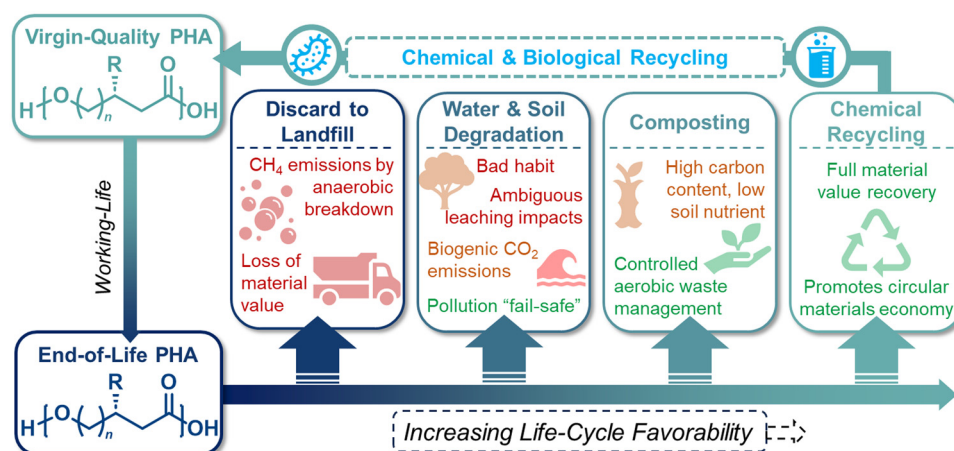 Virgin-Quality PHA
R
O
H
O
n
OH
Chemical & Biological Recycling
Working-Life
Discard to
Landfill
CH₄ emissions by
anaerobic
breakdown
Loss of
material
value
Water & Soil
Degradation
Bad habit
Ambiguous
leaching impacts
Biogenic CO₂
emissions
Pollution “fail-safe”
Composting
High carbon
content, low
soil nutrient
Controlled
aerobic waste
management
Chemical
Recycling
Full material
value recovery
Promotes circular
materials economy
End-of-Life PHA
R
O
H
O
n
OH
Increasing Life-Cycle Favorability